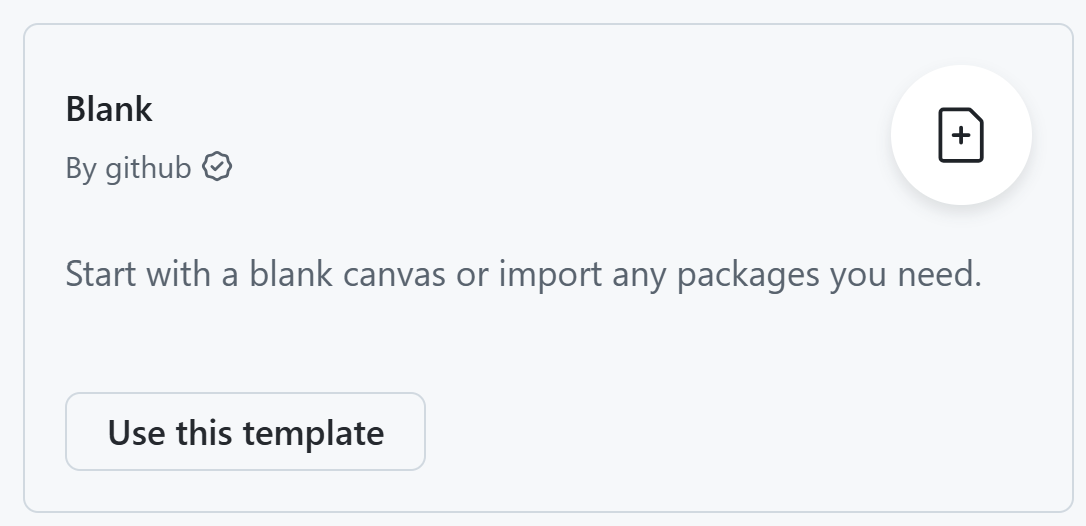 Blank
By github
Start with a blank canvas or import any packages you need.
Use this template